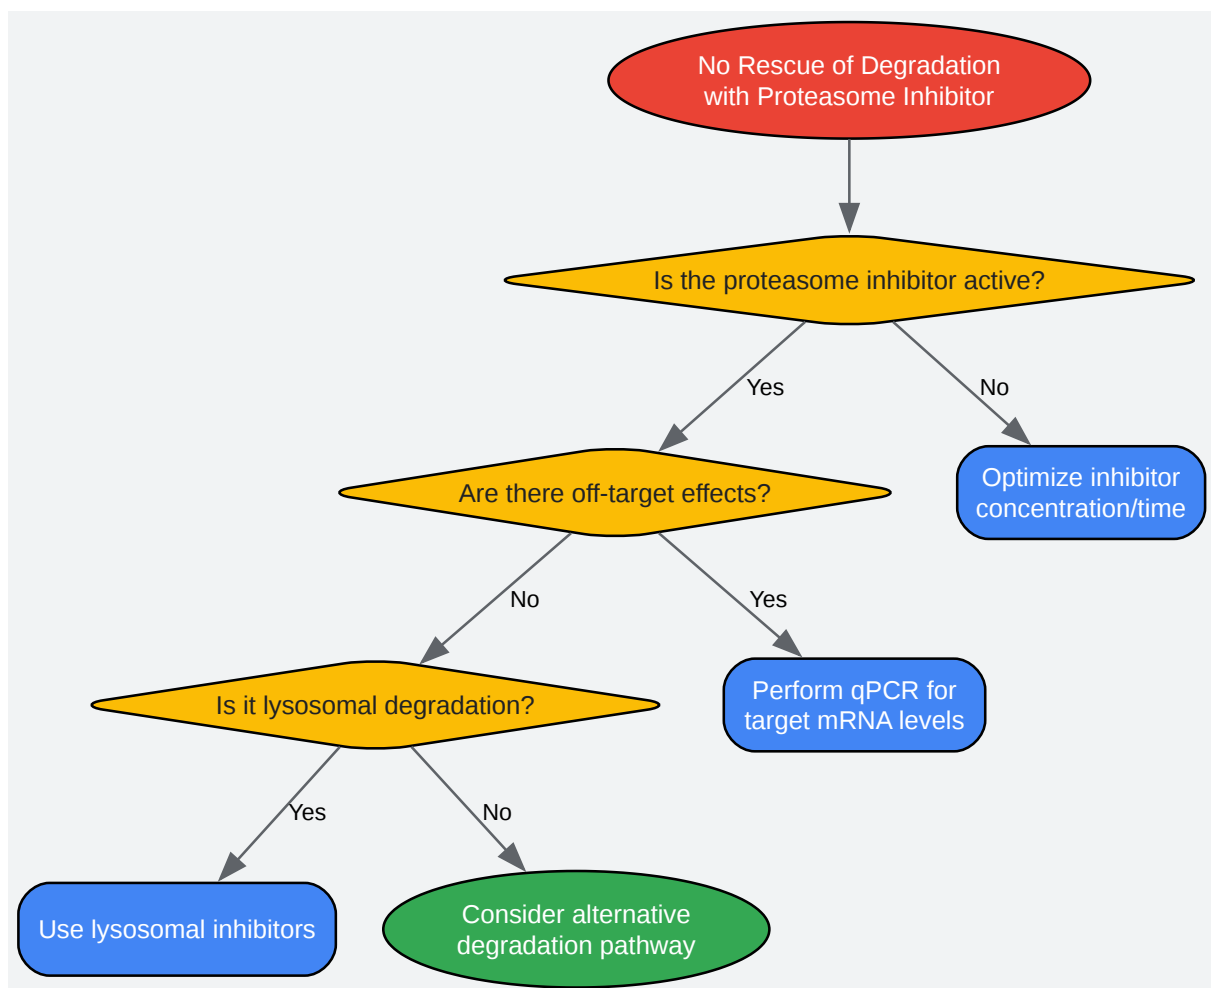 No Rescue of Degradation
with Proteasome Inhibitor
Is the proteasome inhibitor active?
Yes
No
Are there off-target effects?
Optimize inhibitor
concentration/time
No
Yes
Is it lysosomal degradation?
Perform qPCR for
target mRNA levels
Yes
No
Use lysosomal inhibitors
Consider alternative
degradation pathway